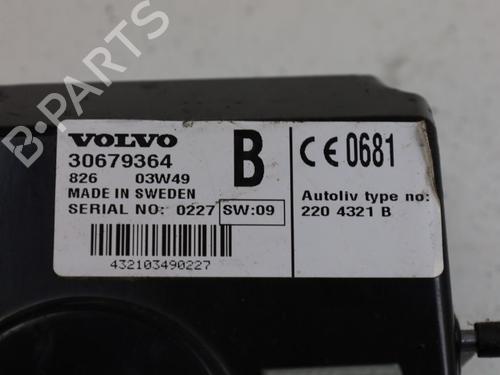 B-PARTS
VOLVO
30679364
826 03W49
MADE IN SWEDEN
SERIAL NO: 0227 SW:09
432103490227
B
CE 0681
Autoliv type no:
220 4321 B